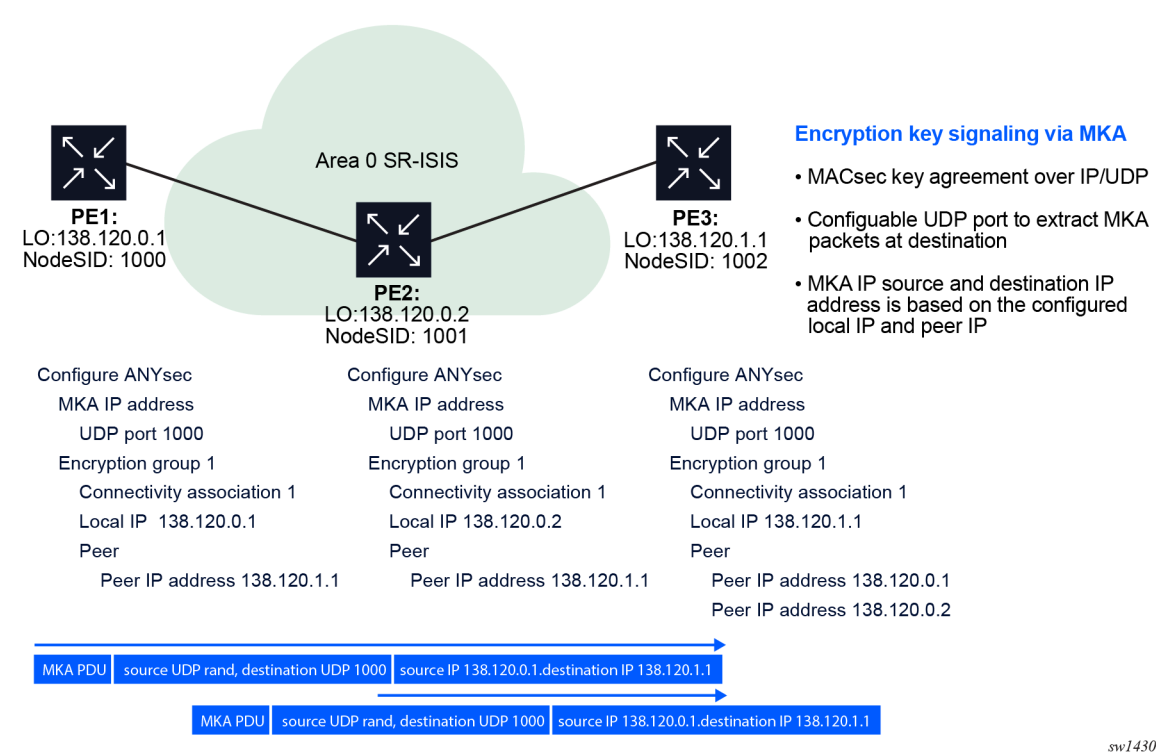 Area 0 SR-ISIS
PE1:
LO:138.120.0.1
NodeSID: 1000
PE2:
LO:138.120.0.2
NodeSID: 1001
PE3:
LO:138.120.1.1
NodeSID: 1002
Encryption key signaling via MKA
• MACsec key agreement over IP/UDP
• Configuable UDP port to extract MKA
packets at destination
• MKA IP source and destination IP
address is based on the configured
local IP and peer IP
Configure ANYsec
MKA IP address
UDP port 1000
Encryption group 1
Connectivity association 1
Local IP 138.120.0.1
Peer
Peer IP address 138.120.1.1
Configure ANYsec
MKA IP address
UDP port 1000
Encryption group 1
Connectivity association 1
Local IP 138.120.0.2
Peer
Peer IP address 138.120.1.1
Configure ANYsec
MKA IP address
UDP port 1000
Encryption group 1
Connectivity association 1
Local IP 138.120.1.1
Peer
Peer IP address 138.120.0.1
Peer IP address 138.120.0.2
MKA PDU source UDP rand, destination UDP 1000 source IP 138.120.0.1.destination IP 138.120.1.1
MKA PDU source UDP rand, destination UDP 1000 source IP 138.120.0.1.destination IP 138.120.1.1
sw1430